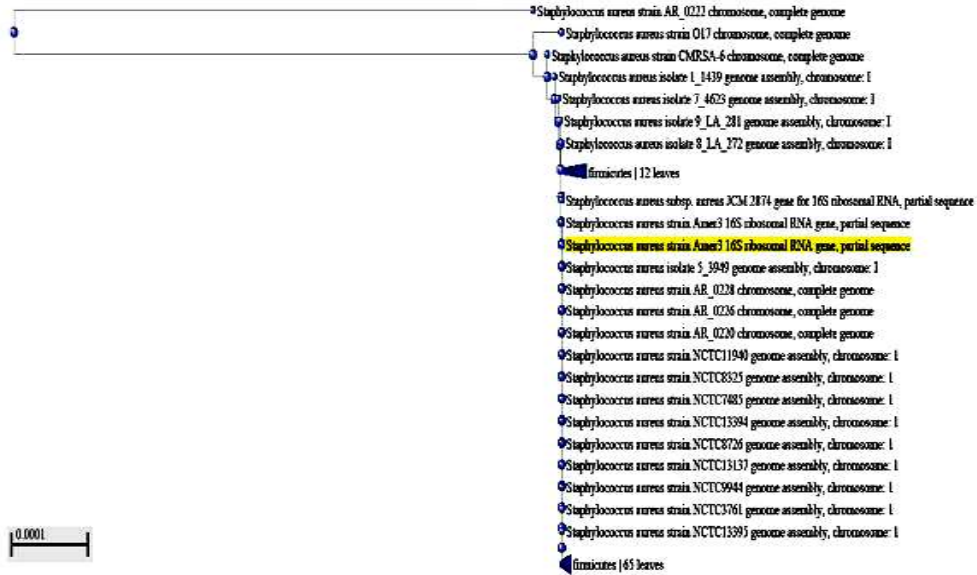 Staphylococcus aureus strain AR_0222 chromosome, complete genome
Staphylococcus aureus strain O17 chromosome, complete genome
Staphylococcus aureus strain CMRSA-6 chromosome, complete genome
Staphylococcus aureus isolate 1_1439 genome assembly, chromosome: I
Staphylococcus aureus isolate 7_4623 genome assembly, chromosome: I
Staphylococcus aureus isolate 9_LA_281 genome assembly, chromosome: I
Staphylococcus aureus isolate 8_LA_272 genome assembly, chromosome: I
firmicutes | 12 leaves
Staphylococcus aureus subsp. aureus JCM 2874 gene for 16S ribosomal RNA, partial sequence
Staphylococcus aureus strain Amer3 16S ribosomal RNA gene, partial sequence
Staphylococcus aureus strain Amer3 16S ribosomal RNA gene, partial sequence
Staphylococcus aureus isolate 5_3949 genome assembly, chromosome: I
Staphylococcus aureus strain AR_0228 chromosome, complete genome
Staphylococcus aureus strain AR_0226 chromosome, complete genome
Staphylococcus aureus strain AR_0220 chromosome, complete genome
Staphylococcus aureus strain NCTC11940 genome assembly, chromosome: 1
Staphylococcus aureus strain NCTC8325 genome assembly, chromosome: 1
Staphylococcus aureus strain NCTC7485 genome assembly, chromosome: 1
Staphylococcus aureus strain NCTC13394 genome assembly, chromosome: 1
Staphylococcus aureus strain NCTC8726 genome assembly, chromosome: 1
Staphylococcus aureus strain NCTC13137 genome assembly, chromosome: 1
Staphylococcus aureus strain NCTC9944 genome assembly, chromosome: 1
Staphylococcus aureus strain NCTC3761 genome assembly, chromosome: 1
Staphylococcus aureus strain NCTC13395 genome assembly, chromosome: 1
0.0001
firmicutes | 65 leaves